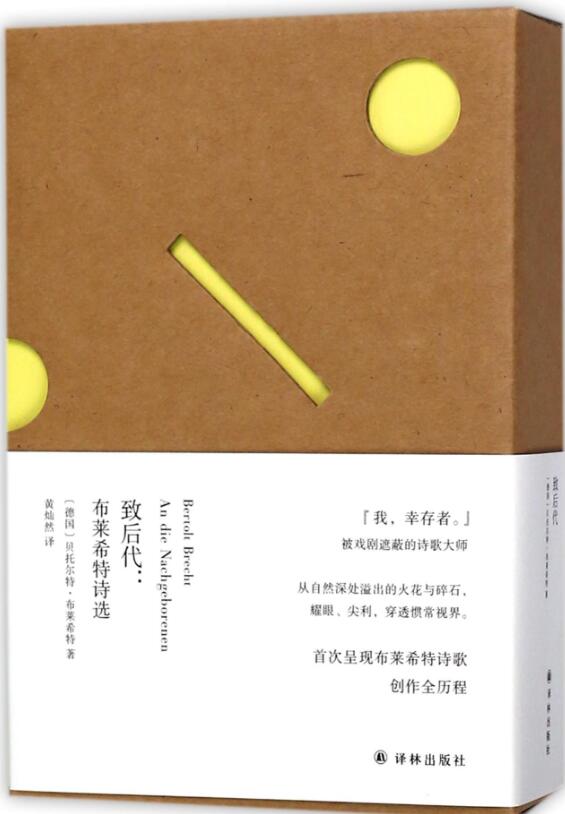 Bertolt Brecht
An die Nachgeborenen
致后代：
布莱希特诗选
〔德国〕贝托尔特·布莱希特 著
黄灿然 译
『我，幸存者。』
被戏剧遮蔽的诗歌大师
从自然深处溢出的火花与碎石，
耀眼、尖利，穿透惯常视界。
首次呈现布莱希特诗歌
创作全历程
译林出版社
致后代